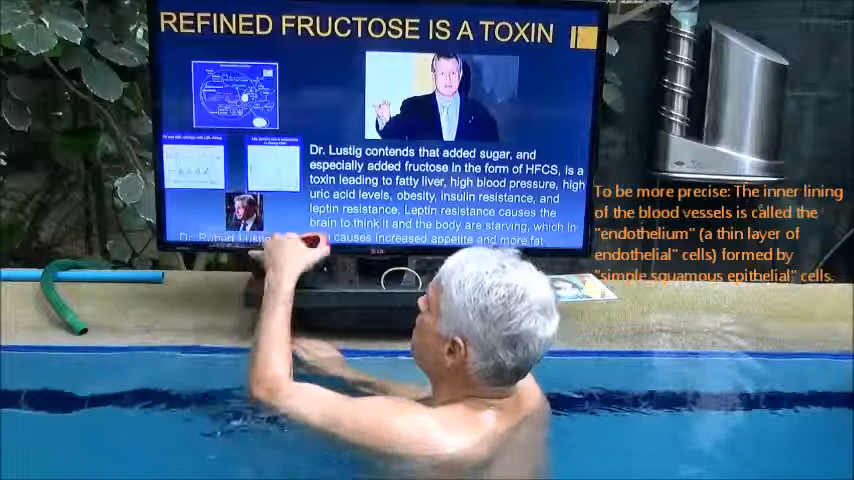 REFINED FRUCTOSE IS A TOXIN
Dr. Lustig contends that added sugar, and
especially added fructose in the form of HFCS, is a
toxin leading to fatty liver, high blood pressure, high
uric acid levels, obesity, insulin resistance, and
leptin resistance. Leptin resistance causes the
brain to think it and the body are starving, which in
causes increased appetite and more fat
Dr. Robert Lustig
LG
To be more precise: The inner lining
of the blood vessels is called the
"endothelium" (a thin layer of
endothelial" cells) formed by
"simple squamous epithelial" cells.